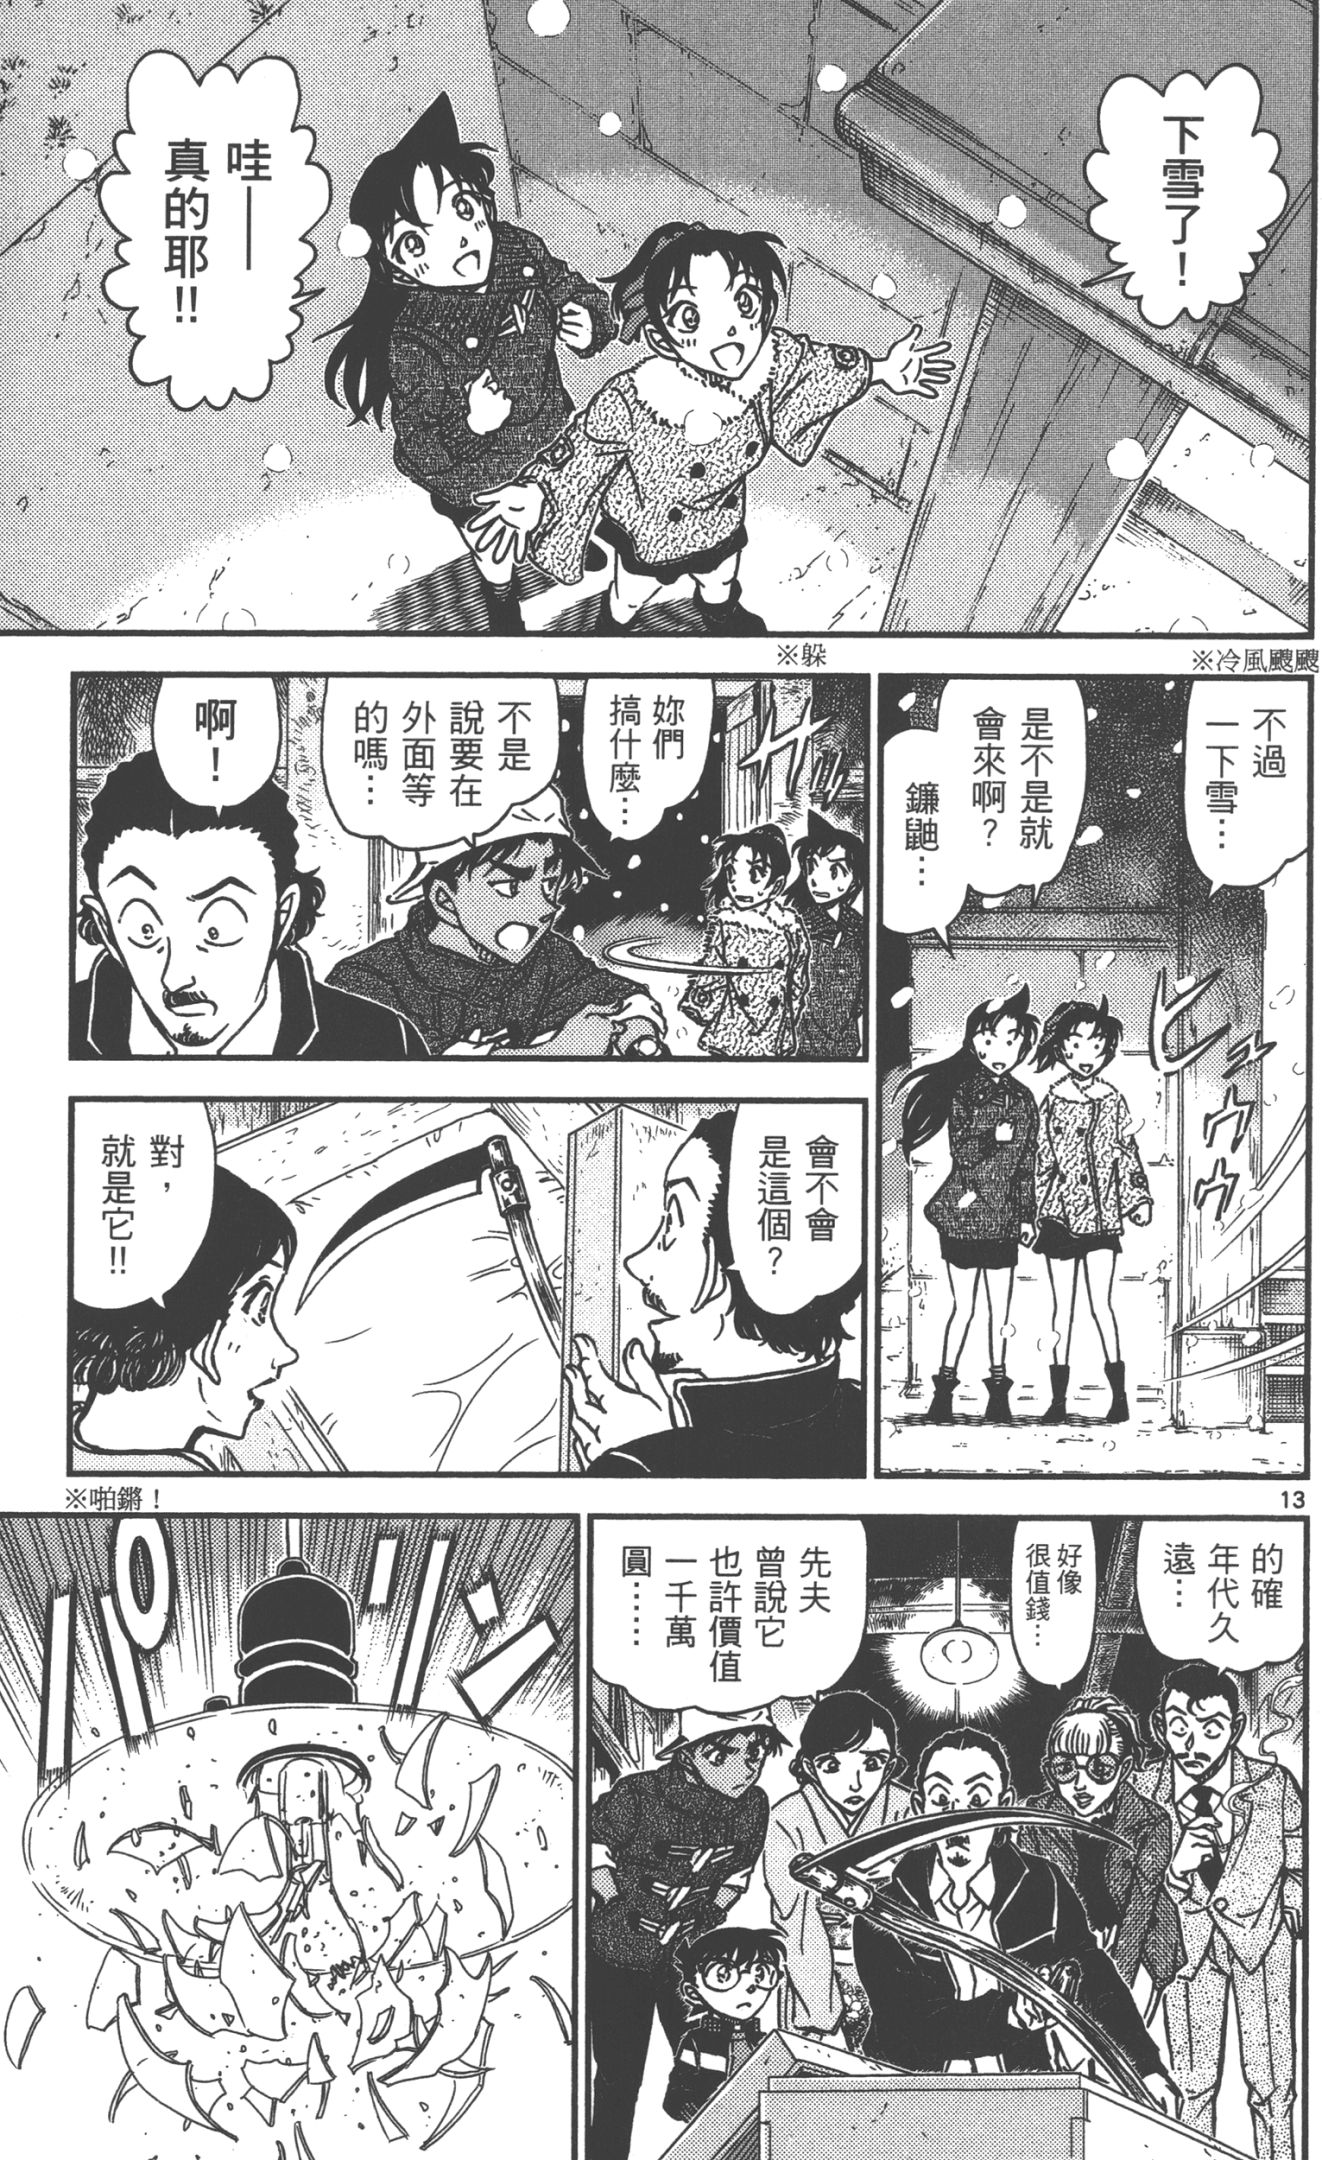 下雪了！
哇——
真的耶!!
※冷風颼颼
不過
一下雪…
是不是就
會來啊？
鐮鼬…
ビュウウ
※躲
妳們
搞什麼…
不是
說要在
外面等
的嗎…
啊！
會不會
是這個？
對，
就是它!!
13
的確
年代久
遠…
好像
很值錢…
先夫
曾說它
也許價值
一千萬
圓……
※啪鏘！